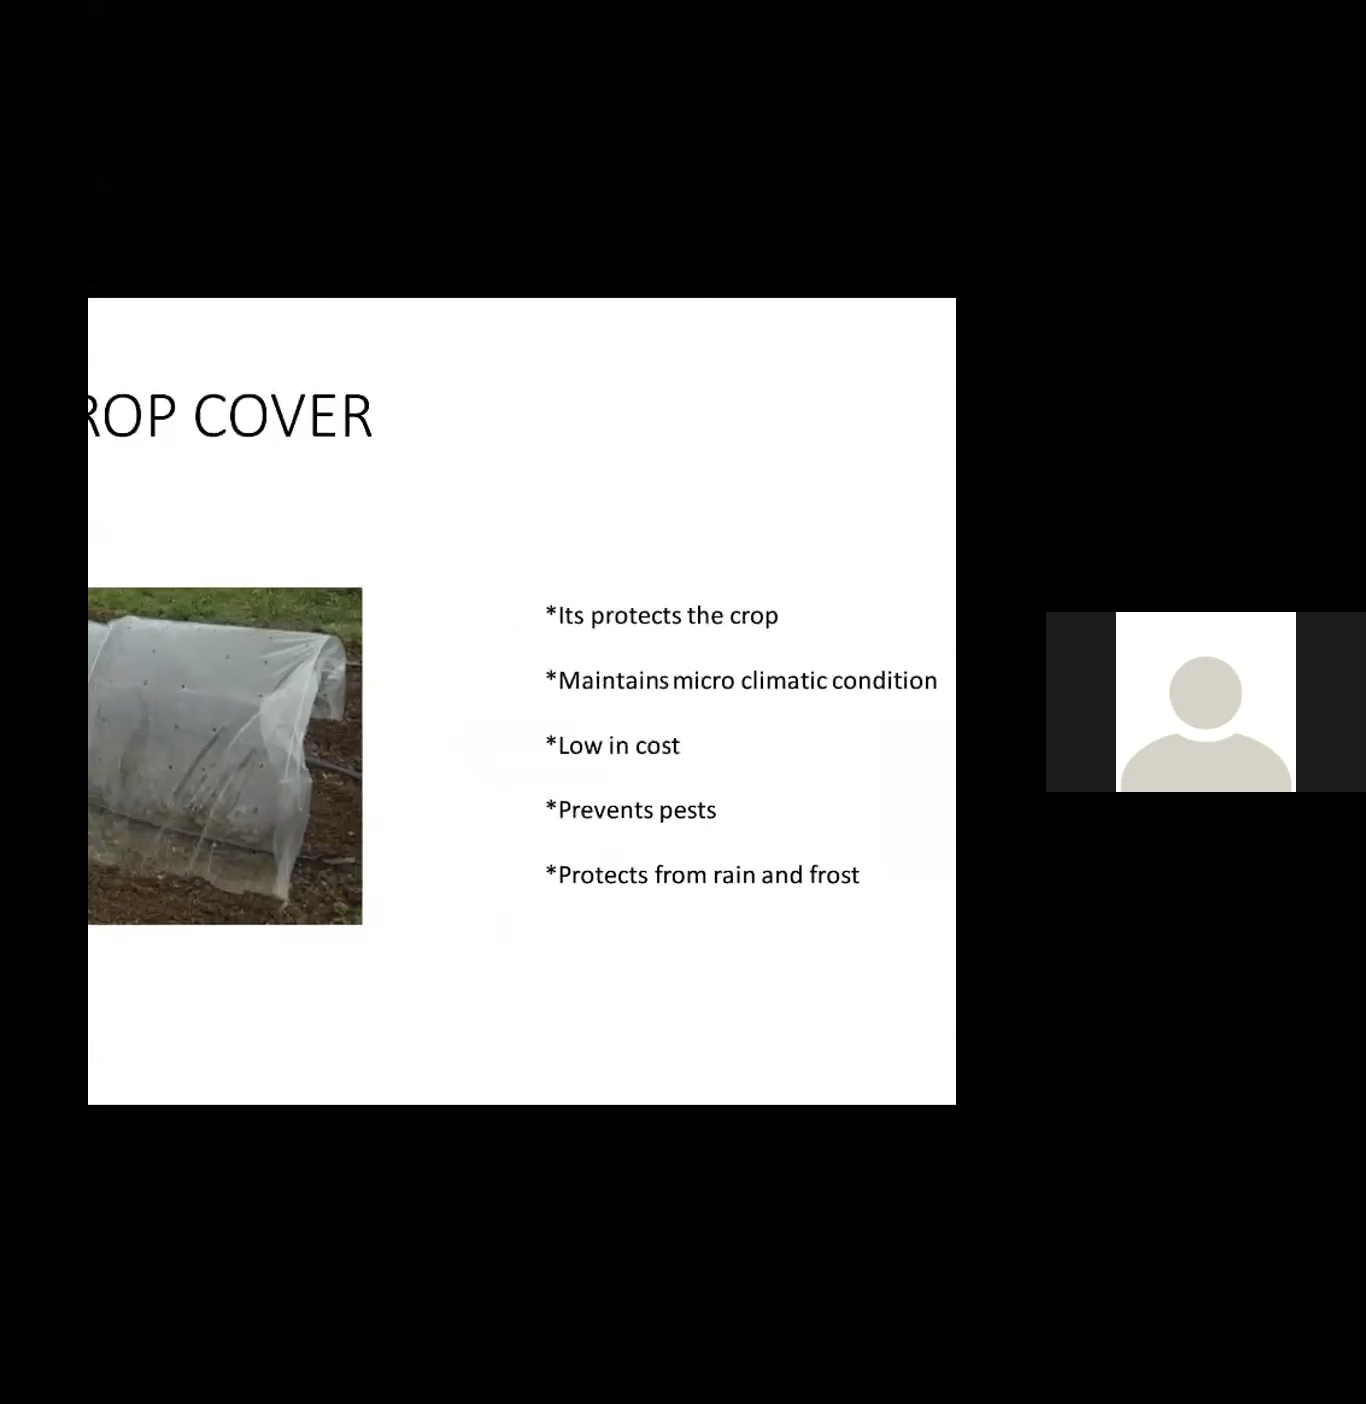 ROP COVER
*Its protects the crop
*Maintains micro climatic condition
*Low in cost
*Prevents pests
*Protects from rain and frost